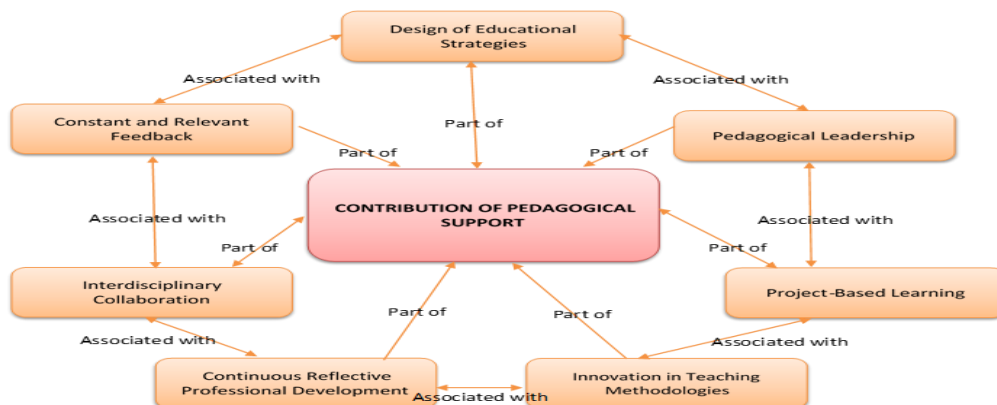 Design of Educational
Strategies
Associated with
Associated with
Constant and Relevant
Feedback
Part of
Pedagogical Leadership
Part of
Part of
CONTRIBUTION OF PEDAGOGICAL
SUPPORT
Associated with
Associated with
Part of
Part of
Interdisciplinary
Collaboration
Project-Based Learning
Part of
Part of
Associated with
Associated with
Continuous Reflective
Professional Development
Innovation in Teaching
Methodologies
Associated with